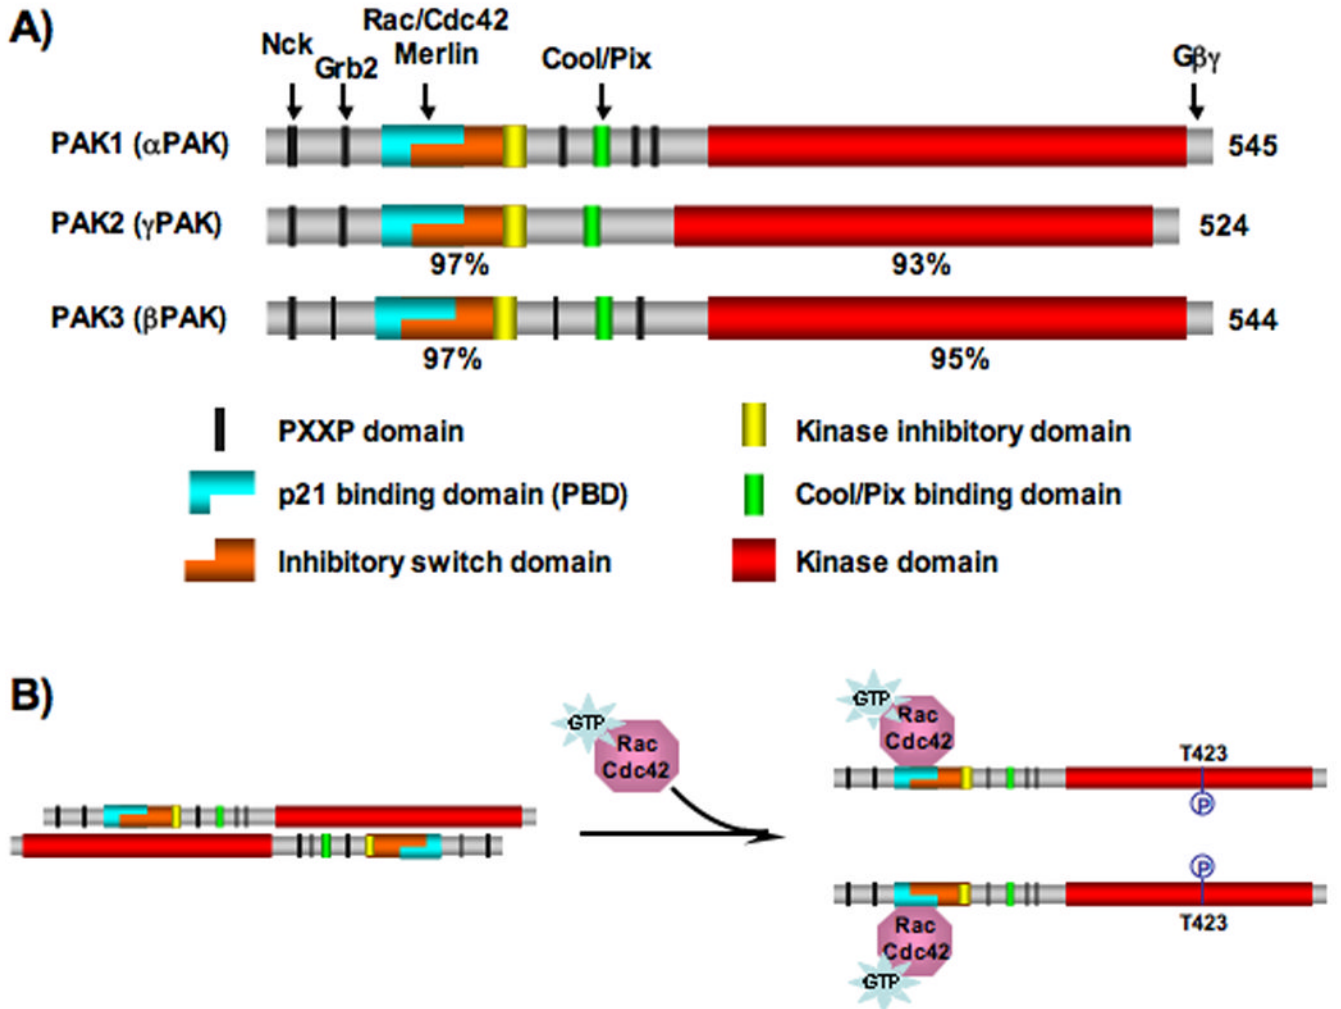 A)
Rac/Cdc42
Nck
Grb2
Merlin
Cool/Pix
Gβγ
PAK1 (αPAK)
545
PAK2 (γPAK)
524
97%
93%
PAK3 (βPAK)
544
97%
95%
PXXP domain
Kinase inhibitory domain
p21 binding domain (PBD)
Cool/Pix binding domain
Inhibitory switch domain
Kinase domain
B)
GTP
Rac
Cdc42
GTP
Rac
Cdc42
T423
P
P
T423
Rac
Cdc42
GTP